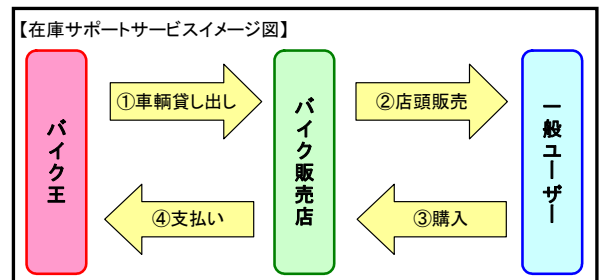 【在庫サポートサービスイメージ図】
バイク王
①車輌貸し出し
④支払い
バイク販売店
②店頭販売
③購入
一般ユーザー